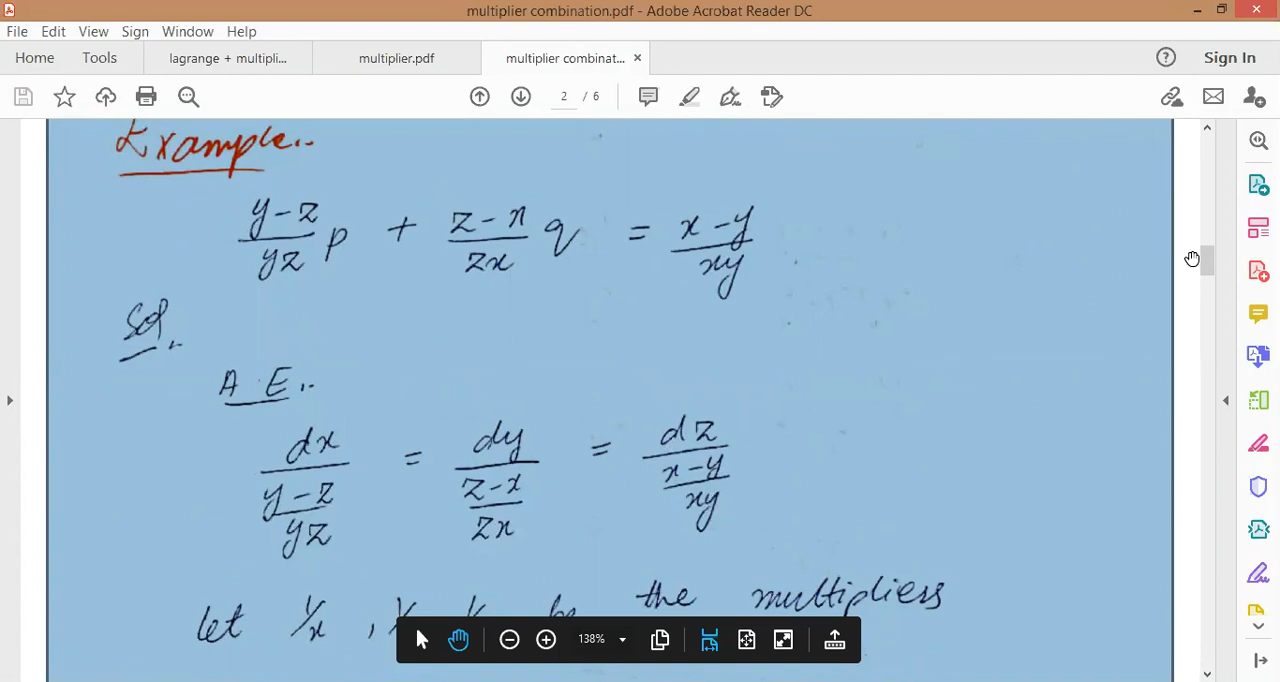 multiplier combination.pdf - Adobe Acrobat Reader DC
File Edit View Sign Window Help
Home Tools lagrange + multipli... multiplier.pdf multiplier combinat... ×
? Sign In
2 / 6
Example..
y-z/yz p + z-x/zx q = x-y/xy
Sol.
A.E..
dx/(y-z/yz) = dy/(z-x/zx) = dz/(x-y/xy)
let 1/x, the multipliers
138%